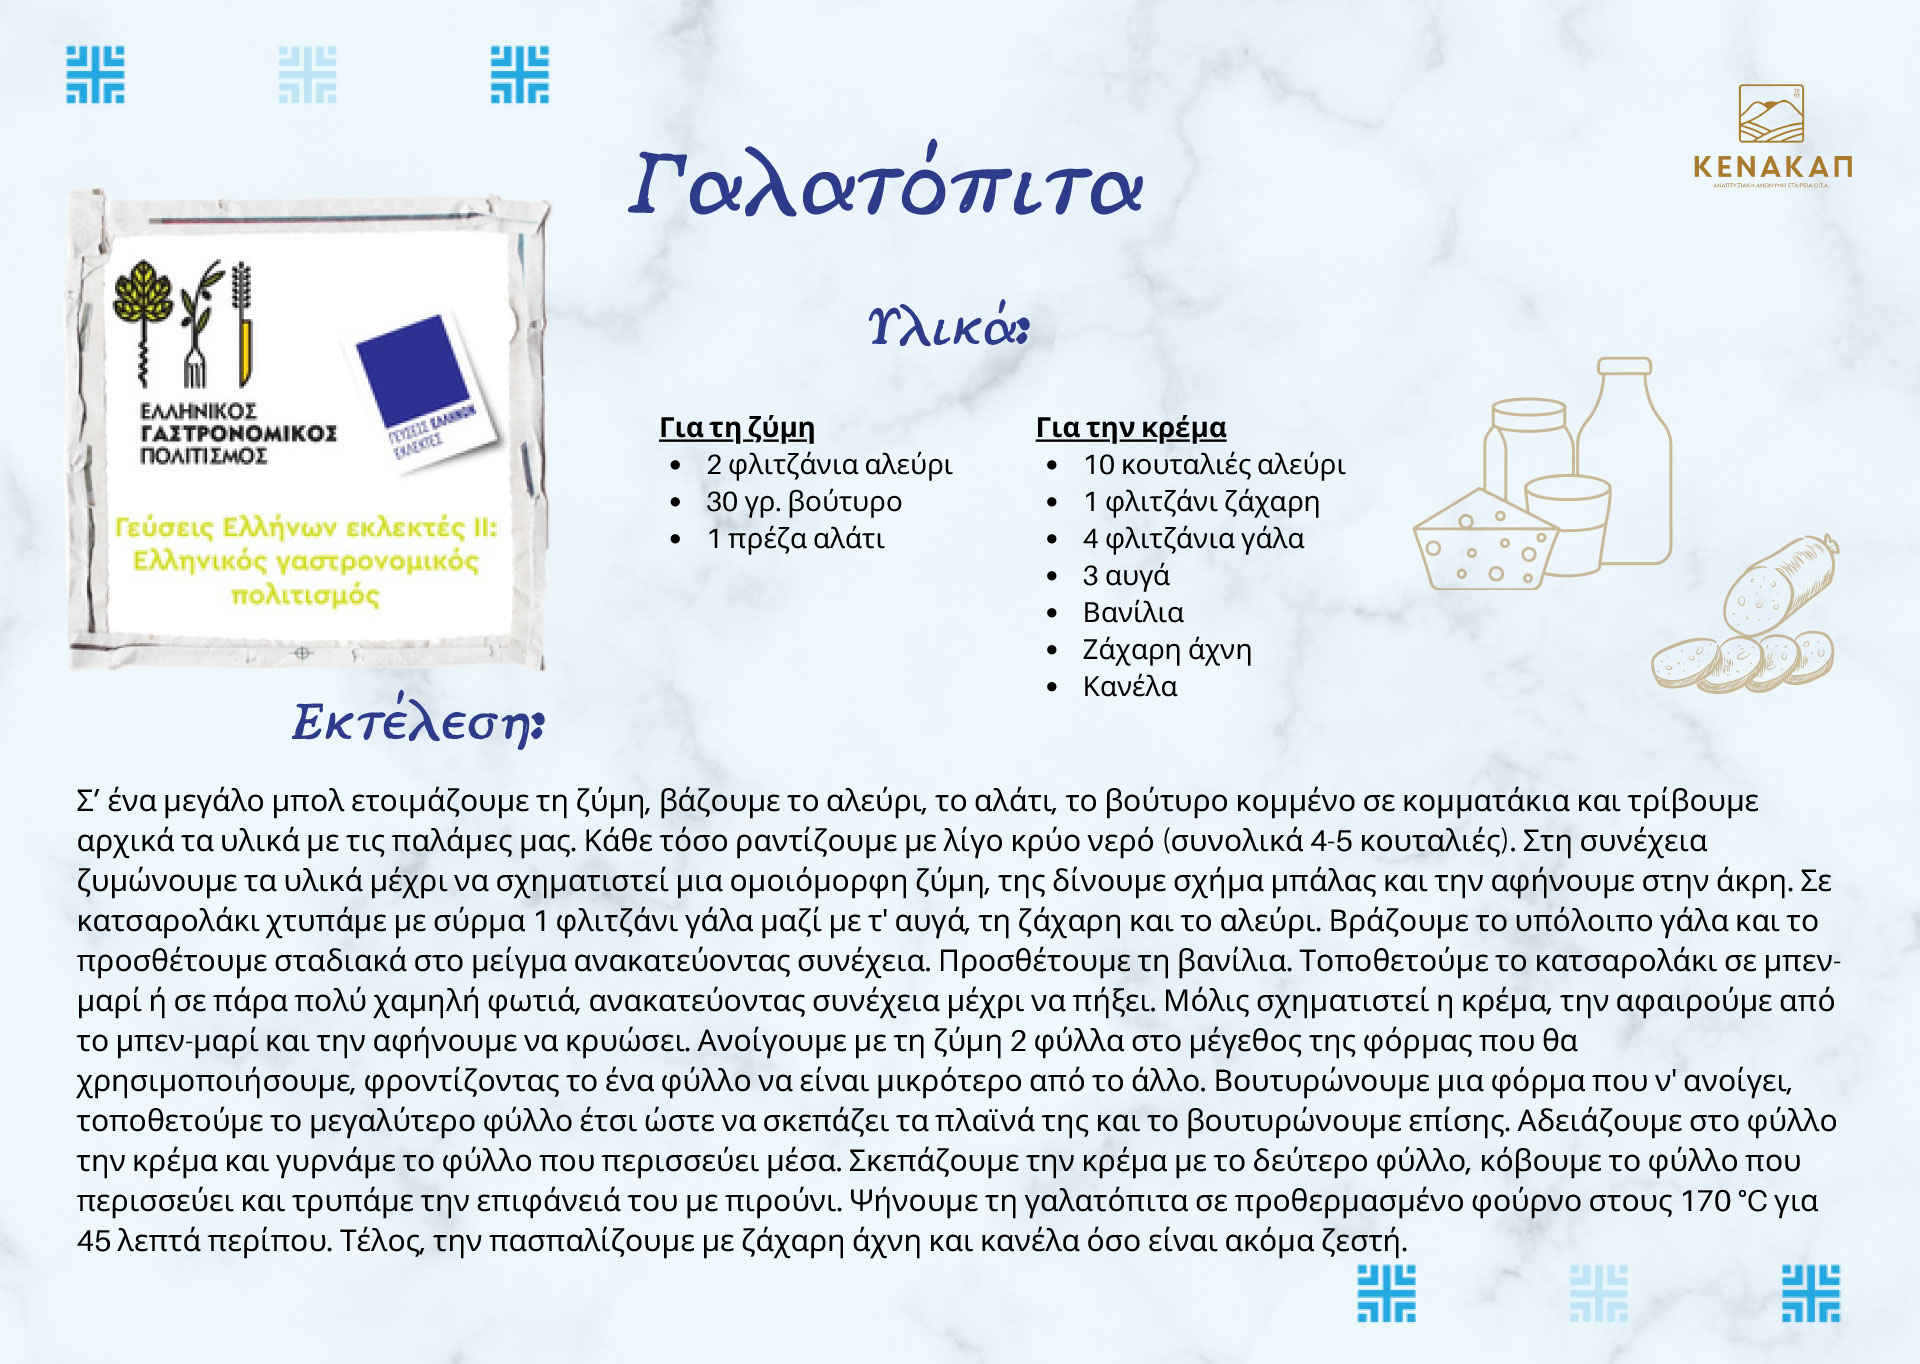 Γαλατόπιτα
ΚΕΝΑΚΑΠ
ΑΝΑΠΤΥΞΙΑΚΗ ΑΝΩΝΥΜΗ ΕΤΑΙΡΕΙΑ Ο.Τ.Α.
ΕΛΛΗΝΙΚΟΣ
ΓΑΣΤΡΟΝΟΜΙΚΟΣ
ΠΟΛΙΤΙΣΜΟΣ
ΓΕΥΣΕΙΣ ΕΛΛΗΝΩΝ
ΕΚΛΕΚΤΕΣ
Γεύσεις Ελλήνων εκλεκτές ΙΙ:
Ελληνικός γαστρονομικός
πολιτισμός
Υλικά:
Για τη ζύμη
• 2 φλιτζάνια αλεύρι
• 30 γρ. βούτυρο
• 1 πρέζα αλάτι
Για την κρέμα
• 10 κουταλιές αλεύρι
• 1 φλιτζάνι ζάχαρη
• 4 φλιτζάνια γάλα
• 3 αυγά
• Βανίλια
• Ζάχαρη άχνη
• Κανέλα
Εκτέλεση:
Σ’ ένα μεγάλο μπολ ετοιμάζουμε τη ζύμη, βάζουμε το αλεύρι, το αλάτι, το βούτυρο κομμένο σε κομματάκια και τρίβουμε
αρχικά τα υλικά με τις παλάμες μας. Κάθε τόσο ραντίζουμε με λίγο κρύο νερό (συνολικά 4-5 κουταλιές). Στη συνέχεια
ζυμώνουμε τα υλικά μέχρι να σχηματιστεί μια ομοιόμορφη ζύμη, της δίνουμε σχήμα μπάλας και την αφήνουμε στην άκρη. Σε
κατσαρολάκι χτυπάμε με σύρμα 1 φλιτζάνι γάλα μαζί με τ' αυγά, τη ζάχαρη και το αλεύρι. Βράζουμε το υπόλοιπο γάλα και το
προσθέτουμε σταδιακά στο μείγμα ανακατεύοντας συνέχεια. Προσθέτουμε τη βανίλια. Τοποθετούμε το κατσαρολάκι σε μπεν-
μαρί ή σε πάρα πολύ χαμηλή φωτιά, ανακατεύοντας συνέχεια μέχρι να πήξει. Μόλις σχηματιστεί η κρέμα, την αφαιρούμε από
το μπεν-μαρί και την αφήνουμε να κρυώσει. Ανοίγουμε με τη ζύμη 2 φύλλα στο μέγεθος της φόρμας που θα
χρησιμοποιήσουμε, φροντίζοντας το ένα φύλλο να είναι μικρότερο από το άλλο. Βουτυρώνουμε μια φόρμα που ν' ανοίγει,
τοποθετούμε το μεγαλύτερο φύλλο έτσι ώστε να σκεπάζει τα πλαϊνά της και το βουτυρώνουμε επίσης. Αδειάζουμε στο φύλλο
την κρέμα και γυρνάμε το φύλλο που περισσεύει μέσα. Σκεπάζουμε την κρέμα με το δεύτερο φύλλο, κόβουμε το φύλλο που
περισσεύει και τρυπάμε την επιφάνειά του με πιρούνι. Ψήνουμε τη γαλατόπιτα σε προθερμασμένο φούρνο στους 170 °C για
45 λεπτά περίπου. Τέλος, την πασπαλίζουμε με ζάχαρη άχνη και κανέλα όσο είναι ακόμα ζεστή.